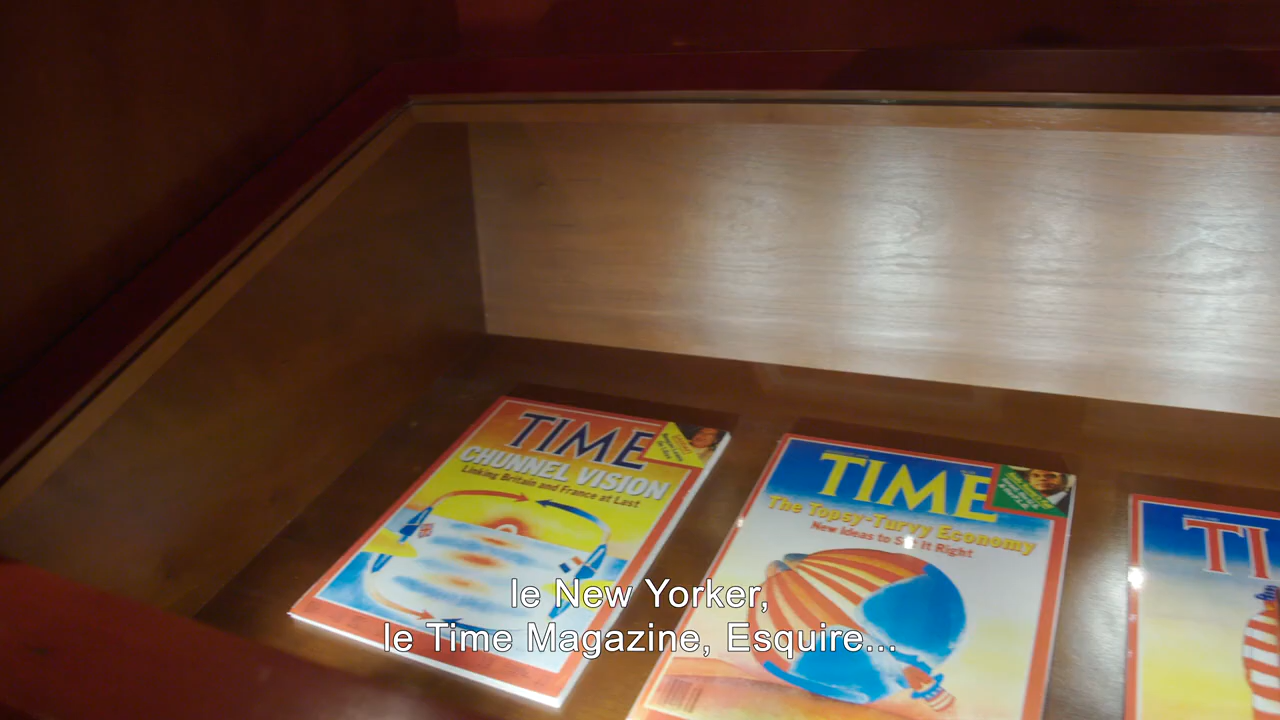 TIME
CHUNNEL VISION
Linking Britain and France at Last
TIME
The Topsy-Turvy Economy
New Ideas to Set It Right
TI
le New Yorker,
le Time Magazine, Esquire...